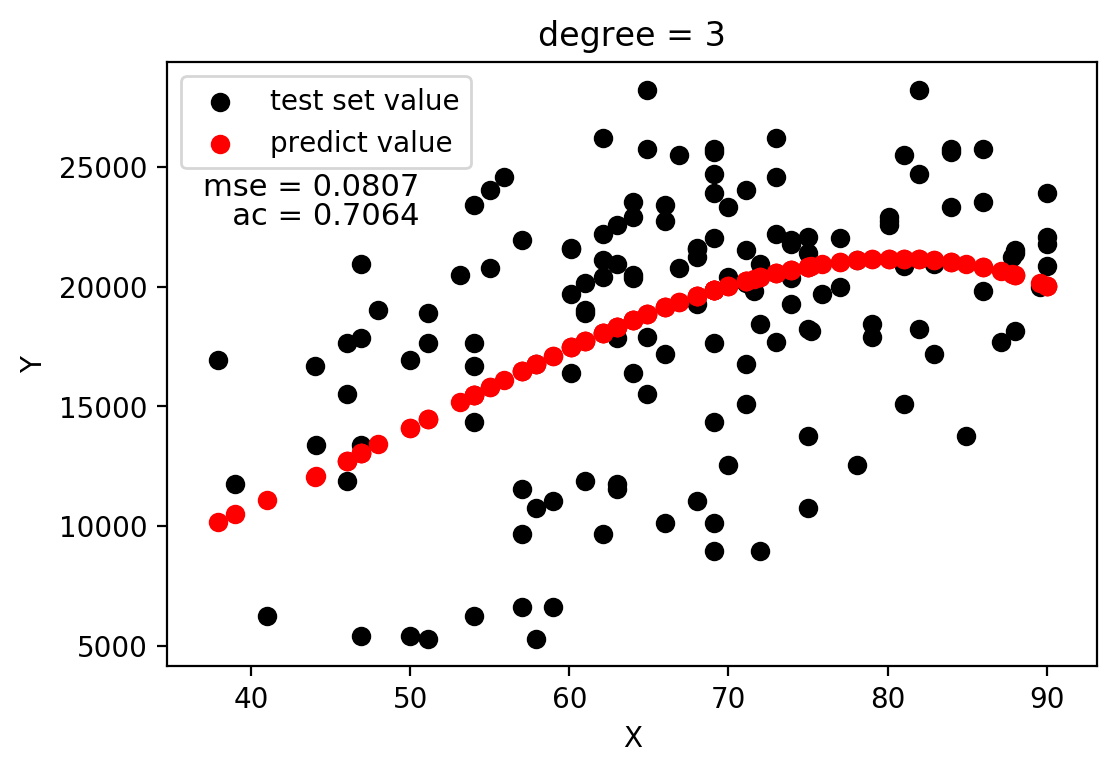 degree = 3
test set value
predict value
mse = 0.0807
ac = 0.7064
25000
20000
15000
10000
5000
Y
40 50 60 70 80 90
X